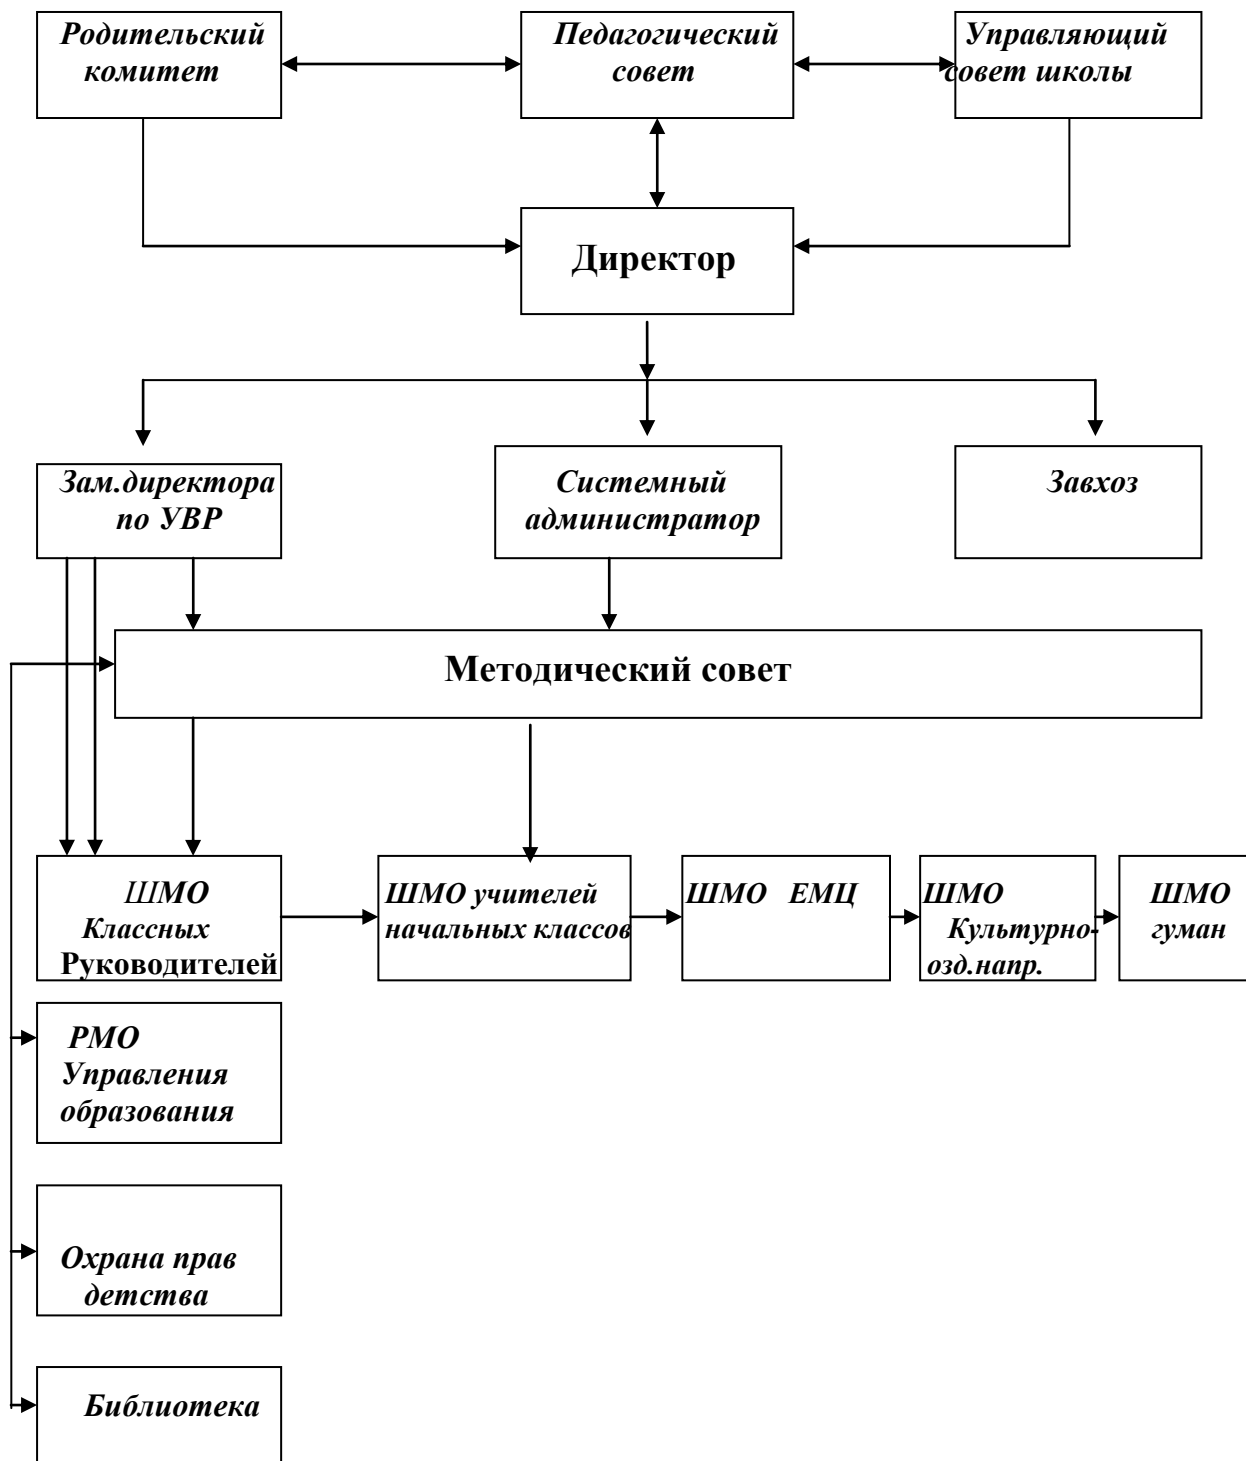 Родительский
комитет
Педагогический
совет
Управляющий
совет школы
Директор
Зам.директора
по УВР
Системный
администратор
Завхоз
Методический совет
ШМО
Классных
Руководителей
ШМО учителей
начальных классов
ШМО ЕМЦ
ШМО
Культурно-
озд.напр.
ШМО
гуман
РМО
Управления
образования
Охрана прав
детства
Библиотека